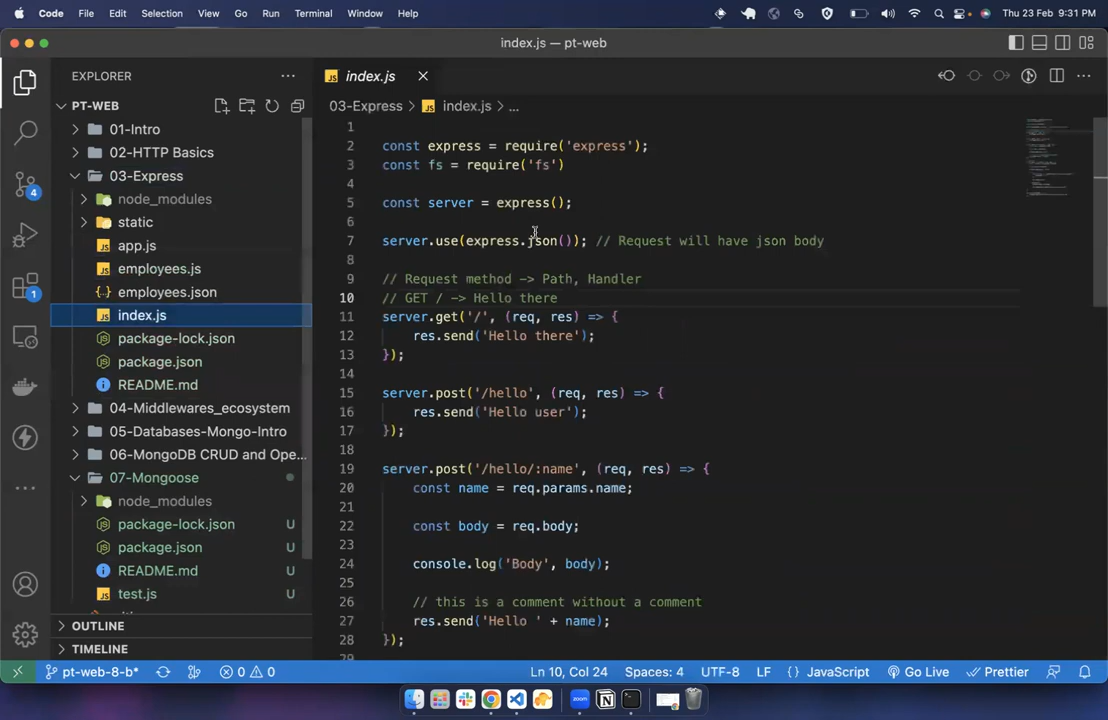 Code File Edit Selection View Go Run Terminal Window Help Thu 23 Feb 9:31 PM
index.js — pt-web
EXPLORER
PT-WEB
01-Intro
02-HTTP Basics
03-Express
node_modules
static
app.js
employees.js
employees.json
index.js
package-lock.json
package.json
README.md
04-Middlewares_ecosystem
05-Databases-Mongo-Intro
06-MongoDB CRUD and Ope...
07-Mongoose
node_modules
package-lock.json U
package.json U
README.md U
test.js U
OUTLINE
TIMELINE
4
1
index.js
03-Express > index.js > ...
1
2 const express = require('express');
3 const fs = require('fs')
4
5 const server = express();
6
7 server.use(express.json()); // Request will have json body
8
9 // Request method -> Path, Handler
10 // GET / -> Hello there
11 server.get('/', (req, res) => {
12 res.send('Hello there');
13 });
14
15 server.post('/hello', (req, res) => {
16 res.send('Hello user');
17 });
18
19 server.post('/hello/:name', (req, res) => {
20 const name = req.params.name;
21
22 const body = req.body;
23
24 console.log('Body', body);
25
26 // this is a comment without a comment
27 res.send('Hello ' + name);
28 });
29
pt-web-8-b* 0 0 Ln 10, Col 24 Spaces: 4 UTF-8 LF { } JavaScript Go Live Prettier
zoom